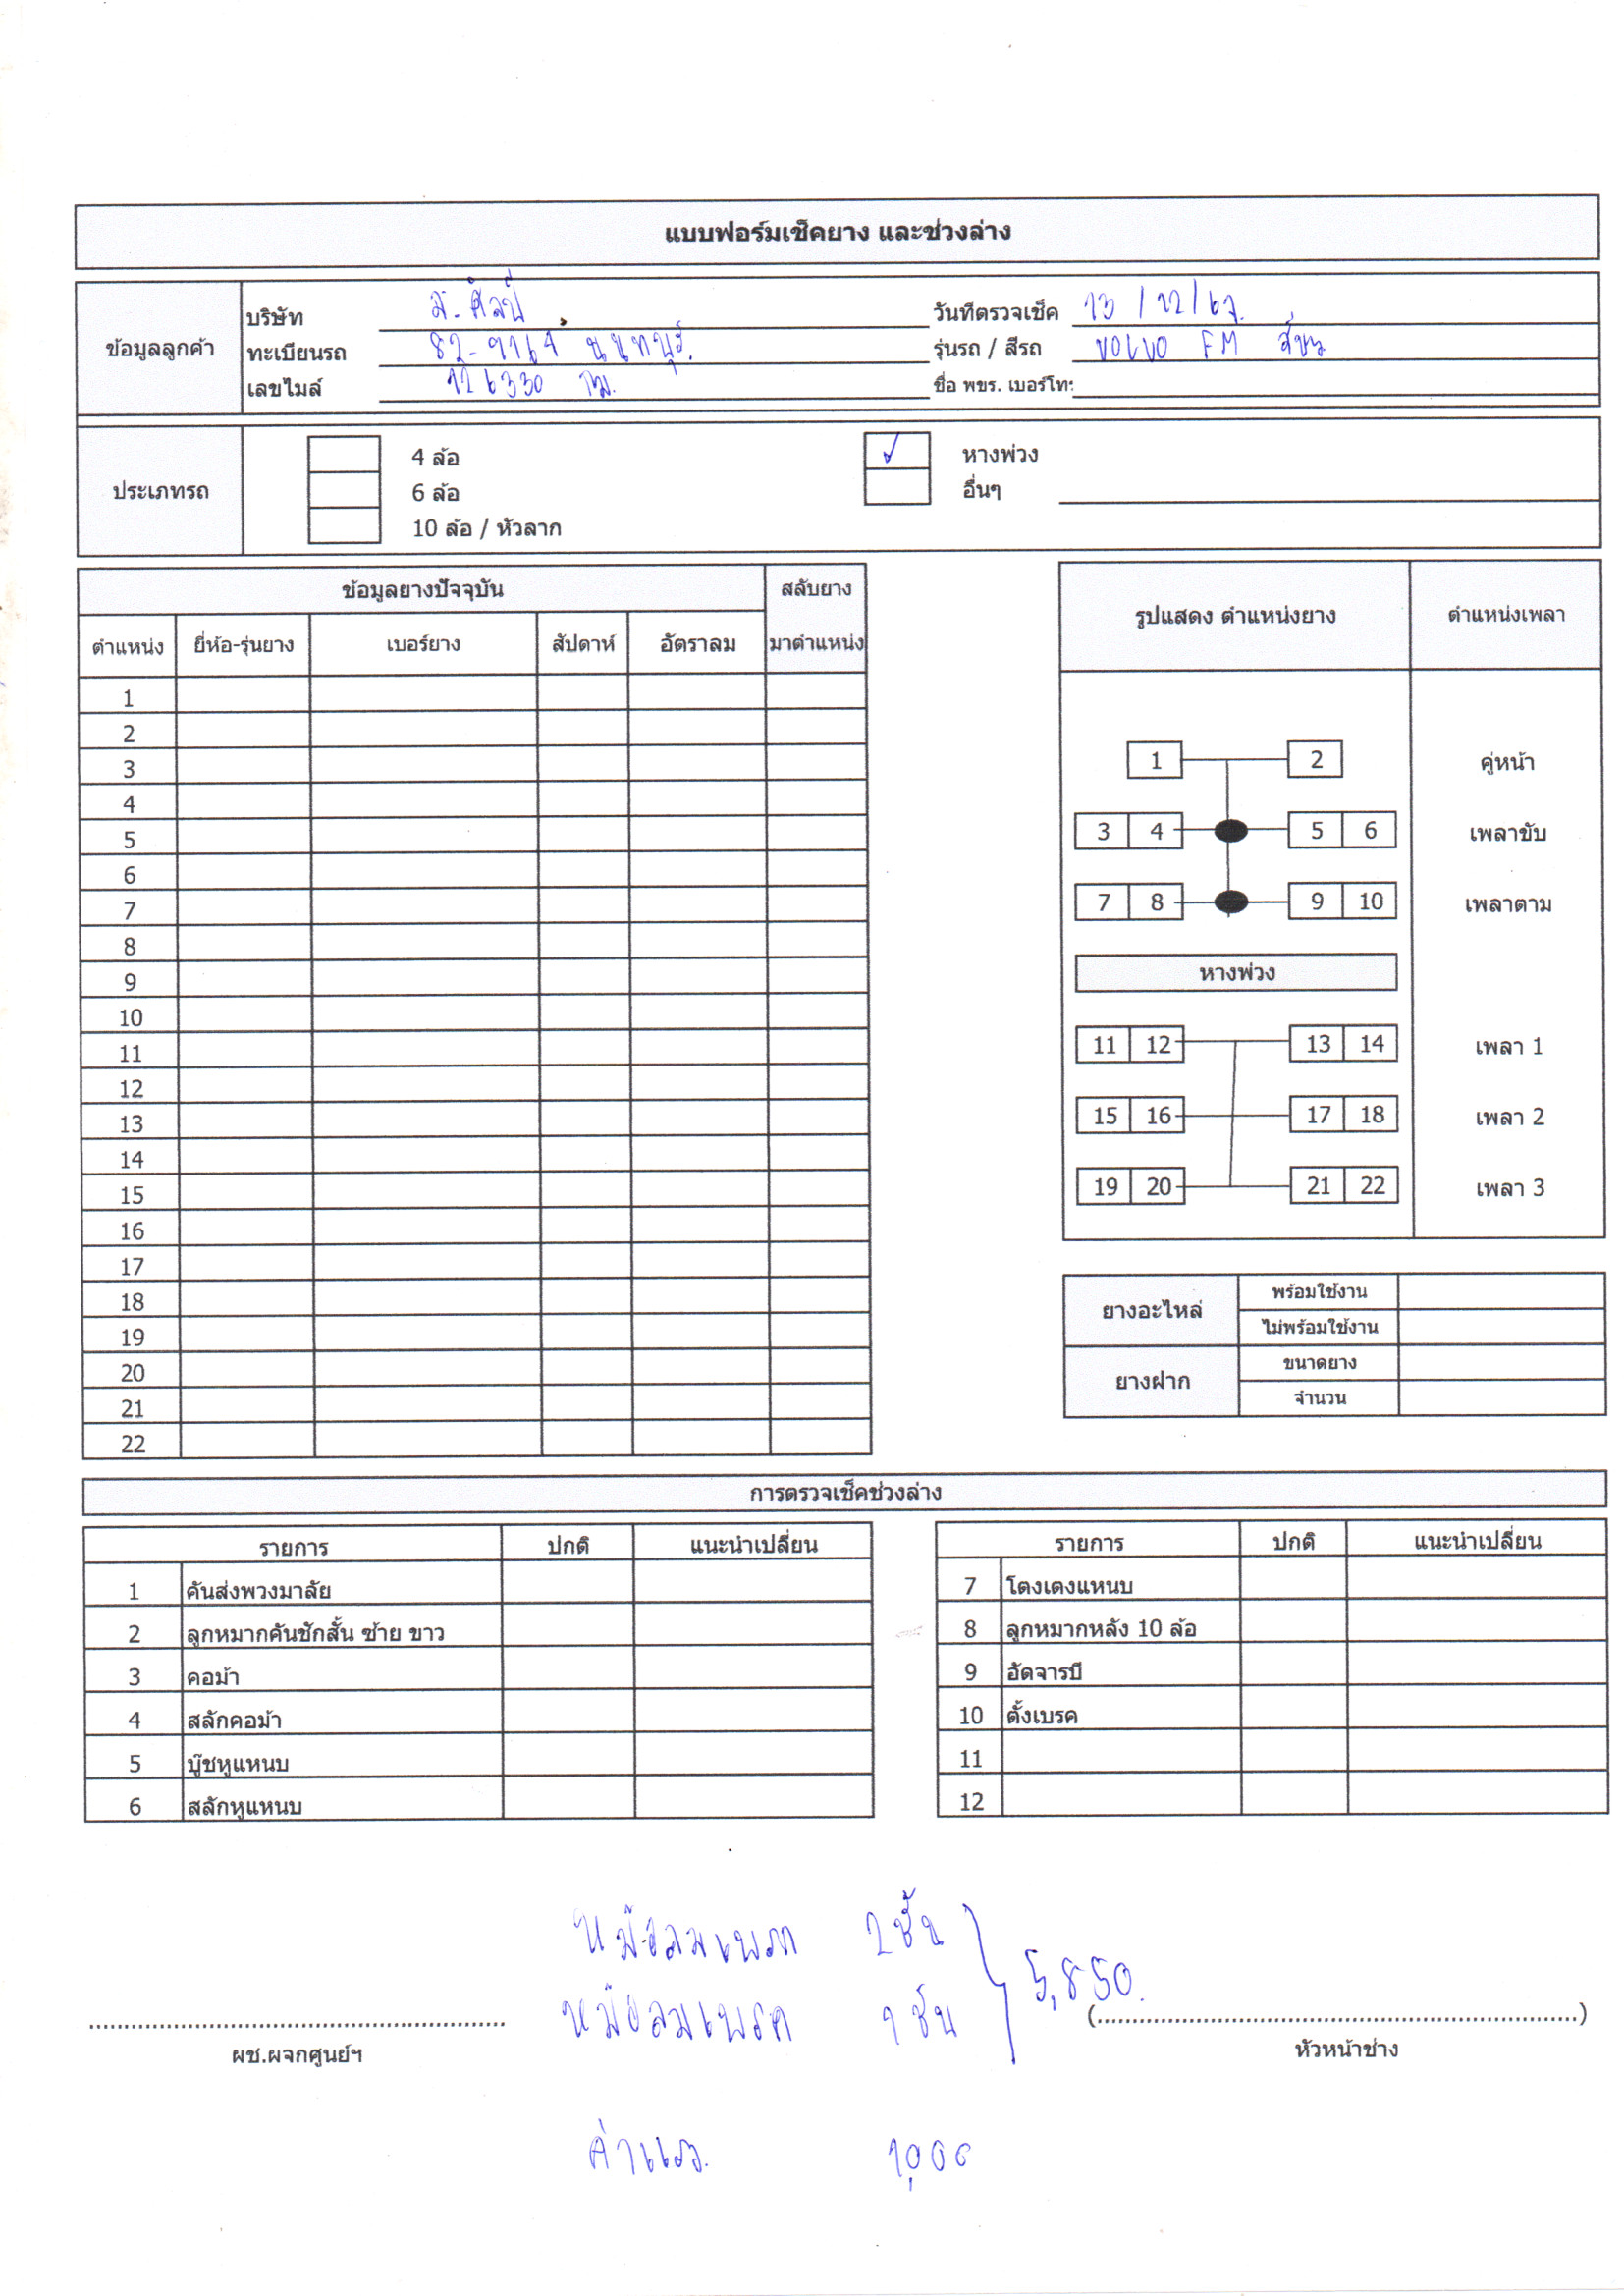 แบบฟอร์มเช็คยาง และช่วงล่าง
ข้อมูลลูกค้า
บริษัท ส.ศิลป์ วันที่ตรวจเช็ค 13/12/67
ทะเบียนรถ นนทบุรี รุ่นรถ / สีรถ VOLVO FM
เลขไมล์ 126330 กม. ชื่อ พขร. เบอร์โทร
ประเภทรถ
4 ล้อ ✓ หางพ่วง
6 ล้อ อื่นๆ
10 ล้อ / หัวลาก
ข้อมูลยางปัจจุบัน สลับยาง
ตำแหน่ง ยี่ห้อ-รุ่นยาง เบอร์ยาง สัปดาห์ อัตราลม มาตำแหน่ง
1
2
3
4
5
6
7
8
9
10
11
12
13
14
15
16
17
18
19
20
21
22
รูปแสดง ตำแหน่งยาง ตำแหน่งเพลา
1 2 คู่หน้า
3 4 5 6 เพลาขับ
7 8 9 10 เพลาตาม
หางพ่วง
11 12 13 14 เพลา 1
15 16 17 18 เพลา 2
19 20 21 22 เพลา 3
ยางอะไหล่ พร้อมใช้งาน
ไม่พร้อมใช้งาน
ยางฝาก ขนาดยาง
จำนวน
การตรวจเช็คช่วงล่าง
รายการ ปกติ แนะนำเปลี่ยน
1 คันส่งพวงมาลัย
2 ลูกหมากคันชักสั้น ซ้าย ขาว
3 คอม้า
4 สลักคอม้า
5 บู๊ชหูแหนบ
6 สลักหูแหนบ
รายการ ปกติ แนะนำเปลี่ยน
7 โตงเตงแหนบ
8 ลูกหมากหลัง 10 ล้อ
9 อัดจารบี
10 ตั้งเบรค
11
12
หม้อลมเบรก 2 ชั้น
หม้อลมเบรค 1 ชั้น
5,850.
ผช.ผจกศูนย์ฯ
(....................)
หัวหน้าช่าง
ค่าแรง 1,000